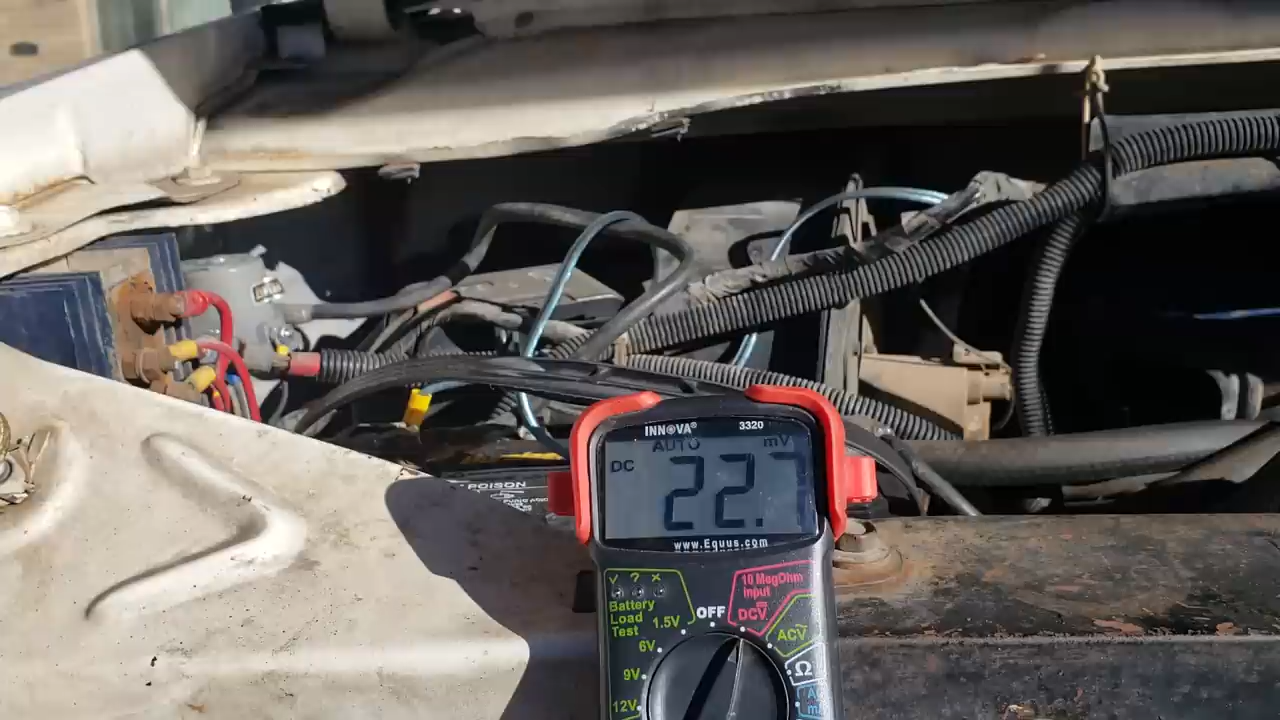 POISON
INNOVA® 3320
AUTO mV
DC 22.7
www.Equus.com
Battery
Load
Test
1.5V
6V
9V
12V
OFF
10 MegOhm
Input
DCV
ACV
Ω